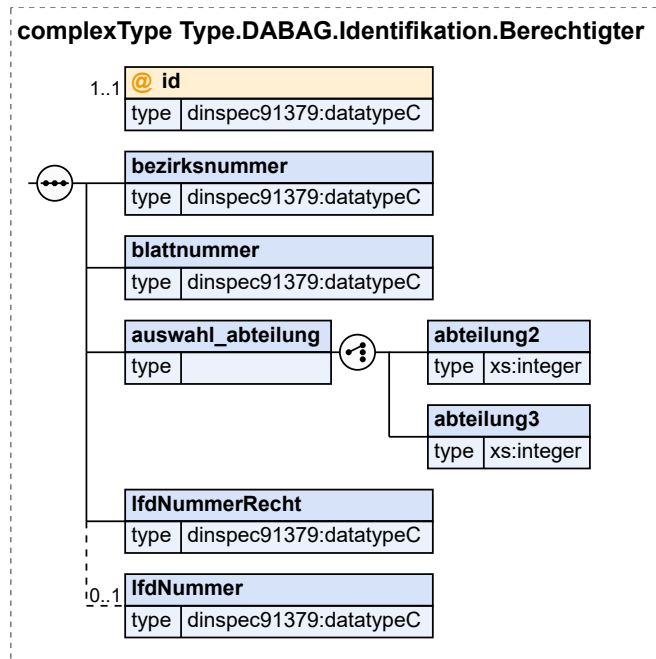 complexType Type.DABAG.Identifikation.Berechtigter
@ id
1..1
type dinspec91379:datatypeC
bezirksnummer
type dinspec91379:datatypeC
blattnummer
type dinspec91379:datatypeC
auswahl_abteilung
type
abteilung2
type xs:integer
abteilung3
type xs:integer
lfdNummerRecht
type dinspec91379:datatypeC
0..1
lfdNummer
type dinspec91379:datatypeC